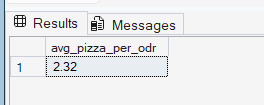 Results Messages
avg_pizza_per_odr
1 2.32